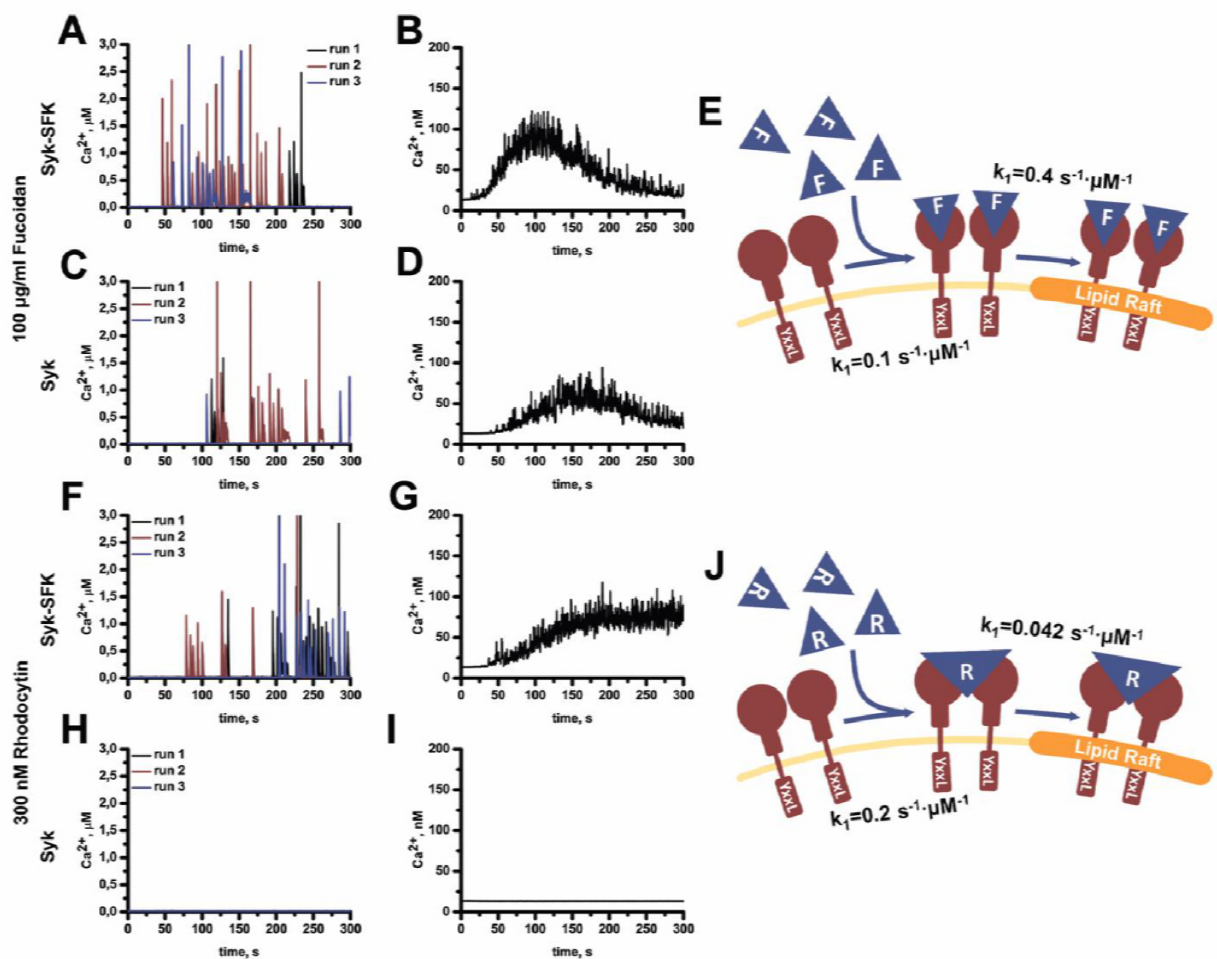 100 µg/ml Fucoidan
Syk-SFK
A
3,0
2,5
2,0
1,5
1,0
0,5
0,0
Ca²⁺, µM
run 1
run 2
run 3
0 50 100 150 200 250 300
time, s
B
200
150
100
50
0
Ca²⁺, nM
0 50 100 150 200 250 300
time, s
Syk
C
3,0
2,5
2,0
1,5
1,0
0,5
0,0
Ca²⁺, µM
run 1
run 2
run 3
0 50 100 150 200 250 300
time, s
D
200
150
100
50
0
Ca²⁺, nM
0 50 100 150 200 250 300
time, s
E
F F
F F
k₁=0.4 s⁻¹·µM⁻¹
F F F F
Lipid Raft
YxxL YxxL YxxL YxxL YxxL YxxL
k₁=0.1 s⁻¹·µM⁻¹
300 nM Rhodocytin
Syk-SFK
F
3,0
2,5
2,0
1,5
1,0
0,5
0,0
Ca²⁺, µM
run 1
run 2
run 3
0 50 100 150 200 250 300
time, s
G
200
150
100
50
0
Ca²⁺, nM
0 50 100 150 200 250 300
time, s
Syk
H
3,0
2,5
2,0
1,5
1,0
0,5
0,0
Ca²⁺, µM
run 1
run 2
run 3
0 50 100 150 200 250 300
time, s
I
200
150
100
50
0
Ca²⁺, nM
0 50 100 150 200 250 300
time, s
J
R R
R R
k₁=0.042 s⁻¹·µM⁻¹
R R
Lipid Raft
YxxL YxxL YxxL YxxL YxxL YxxL
k₁=0.2 s⁻¹·µM⁻¹